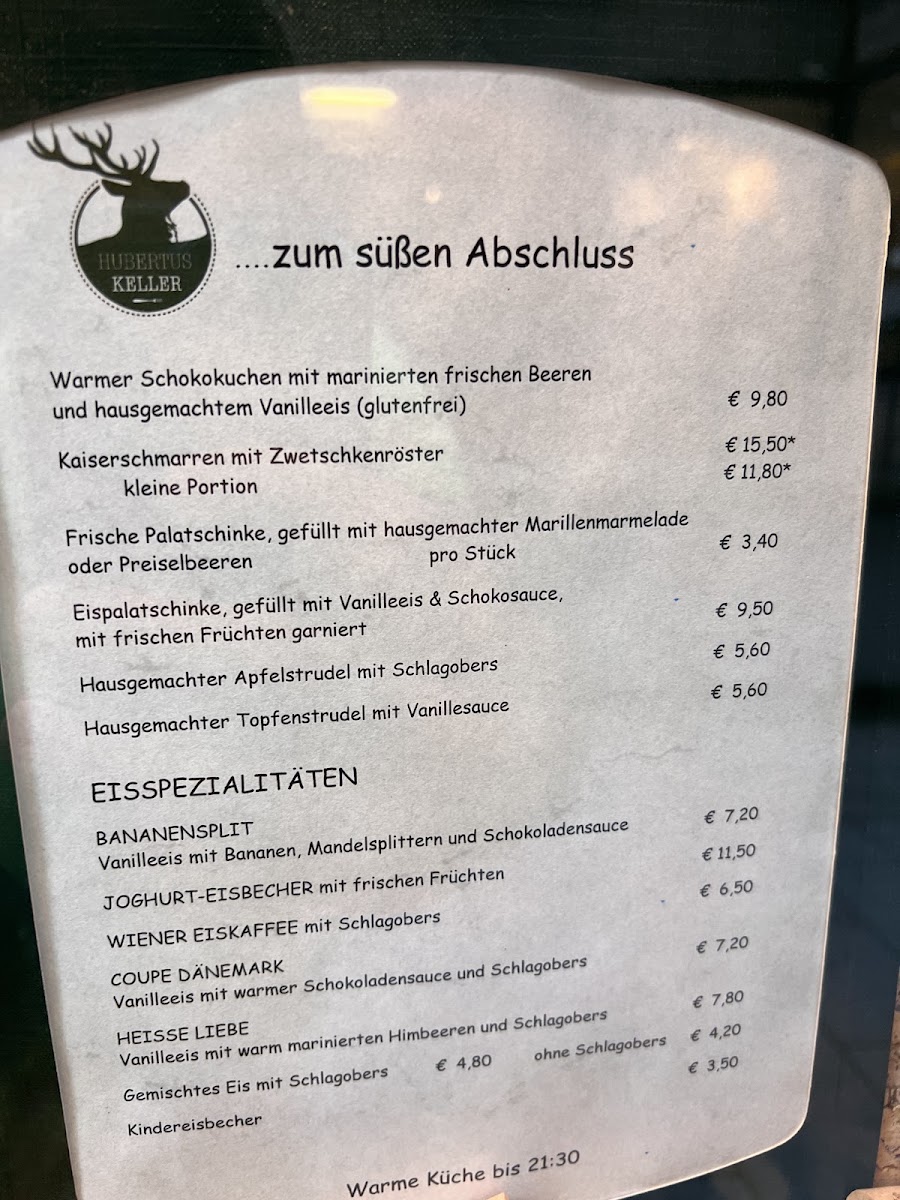 HUBERTUS
KELLER
....zum süßen Abschluss
Warmer Schokokuchen mit marinierten frischen Beeren
und hausgemachtem Vanilleeis (glutenfrei) € 9,80
Kaiserschmarren mit Zwetschkenröster € 15,50*
kleine Portion € 11,80*
Frische Palatschinke, gefüllt mit hausgemachter Marillenmarmelade
oder Preiselbeeren pro Stück € 3,40
Eispalatschinke, gefüllt mit Vanilleeis & Schokosauce,
mit frischen Früchten garniert € 9,50
Hausgemachter Apfelstrudel mit Schlagobers € 5,60
Hausgemachter Topfenstrudel mit Vanillesauce € 5,60
EISSPEZIALITÄTEN
BANANENSPLIT
Vanilleeis mit Bananen, Mandelsplittern und Schokoladensauce € 7,20
JOGHURT-EISBECHER mit frischen Früchten € 11,50
WIENER EISKAFFEE mit Schlagobers € 6,50
COUPE DÄNEMARK
Vanilleeis mit warmer Schokoladensauce und Schlagobers € 7,20
HEISSE LIEBE
Vanilleeis mit warm marinierten Himbeeren und Schlagobers € 7,80
Gemischtes Eis mit Schlagobers € 4,80 ohne Schlagobers € 4,20
Kindereisbecher € 3,50
Warme Küche bis 21:30